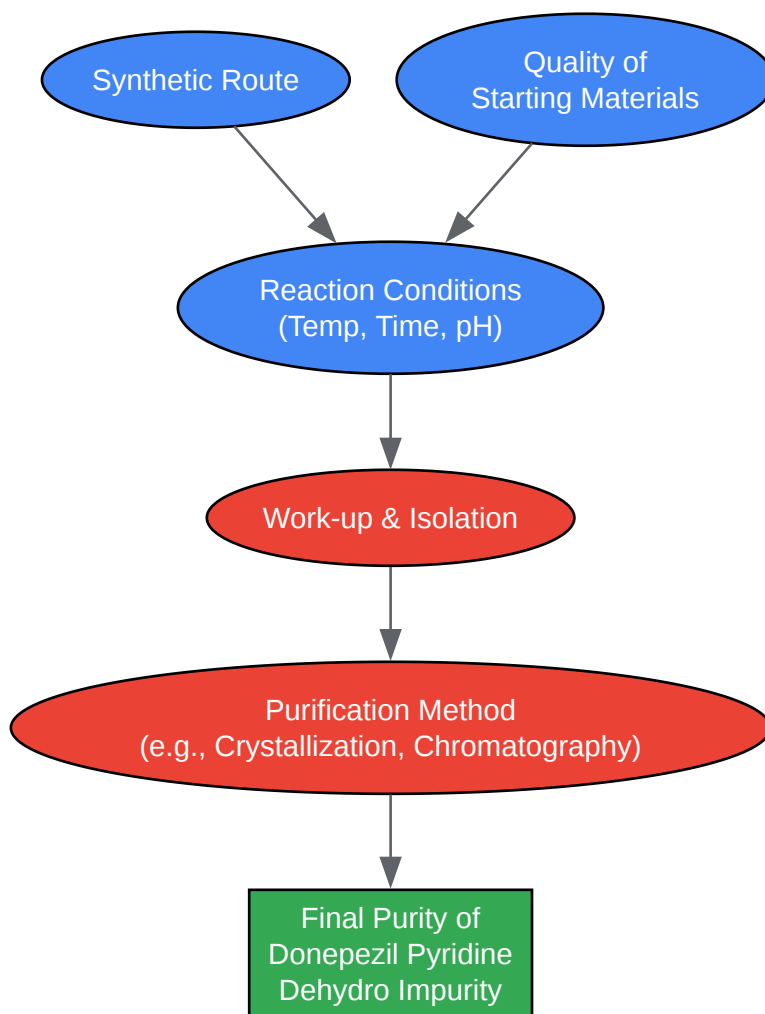 Synthetic Route
Quality of
Starting Materials
Reaction Conditions
(Temp, Time, pH)
Work-up & Isolation
Purification Method
(e.g., Crystallization, Chromatography)
Final Purity of
Donepezil Pyridine
Dehydro Impurity